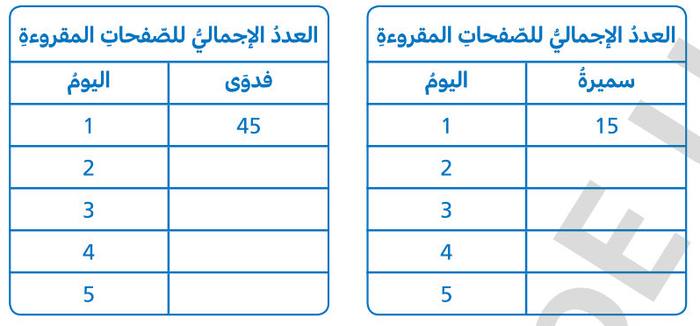 العددُ الإجماليُّ للصّفحاتِ المقروءةِ
سميرةُ اليومُ
15 1
2
3
4
5
العددُ الإجماليُّ للصّفحاتِ المقروءةِ
فدوَى اليومُ
45 1
2
3
4
5